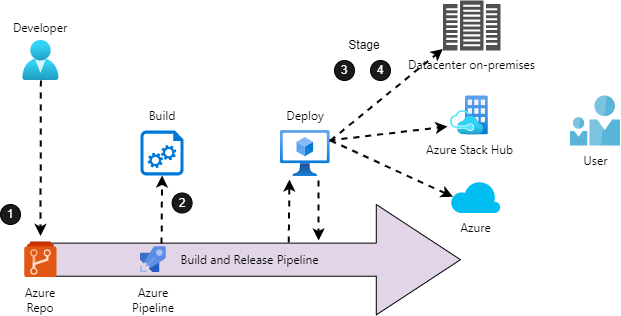 Developer
Stage
3
4
Datacenter on-premises
Build
Deploy
Azure Stack Hub
User
1
2
Azure
Build and Release Pipeline
Azure
Repo
Azure
Pipeline